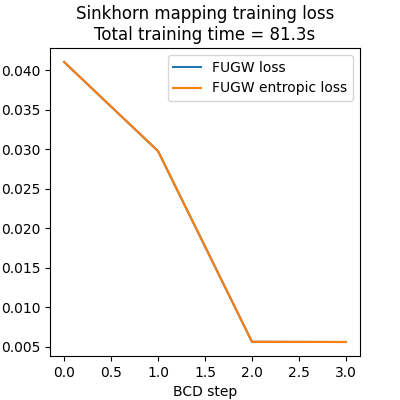 Sinkhorn mapping training loss
Total training time = 81.3s
FUGW loss
FUGW entropic loss
0.040
0.035
0.030
0.025
0.020
0.015
0.010
0.005
0.0 0.5 1.0 1.5 2.0 2.5 3.0
BCD step